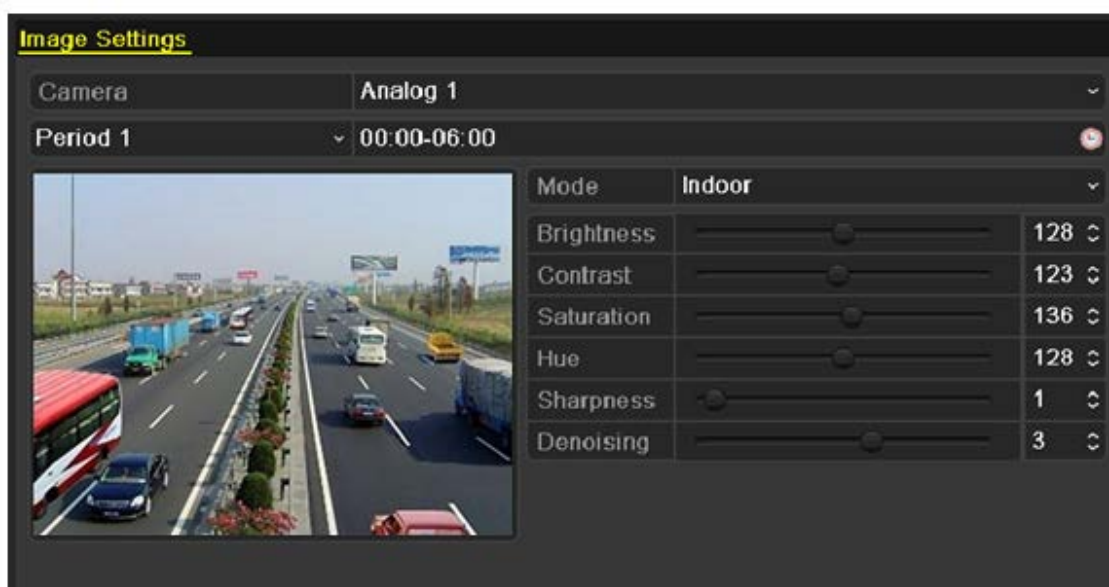 Image Settings
Camera Analog 1
Period 1 00:00-06:00
Mode Indoor
Brightness 128
Contrast 123
Saturation 136
Hue 128
Sharpness 1
Denoising 3